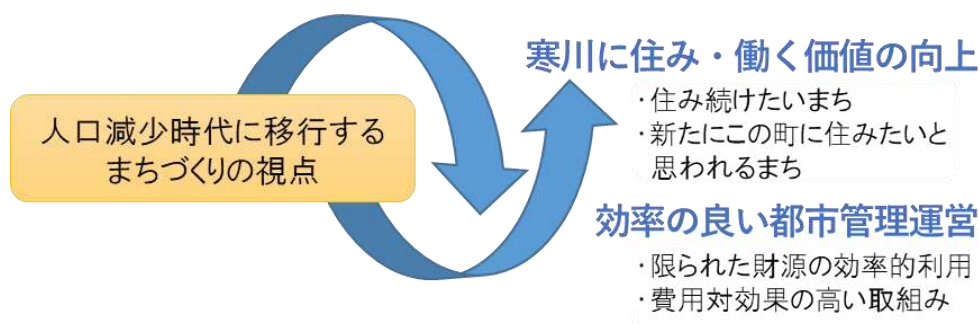 人口減少時代に移行する
まちづくりの視点
寒川に住み・働く価値の向上
・住み続けたいまち
・新たにこの町に住みたいと
思われるまち
効率の良い都市管理運営
・限られた財源の効率的利用
・費用対効果の高い取組み